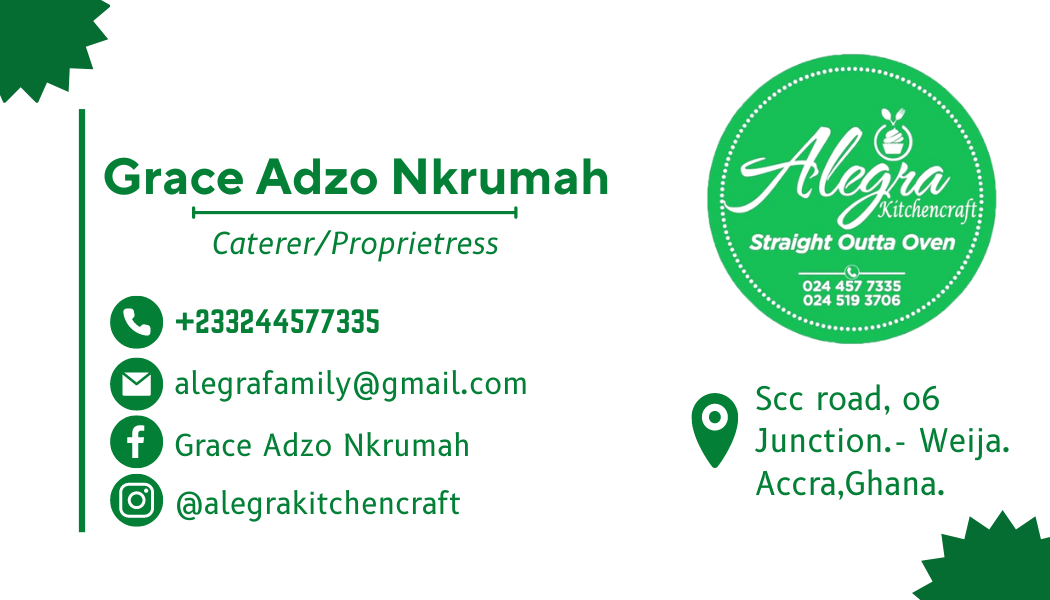 Grace Adzo Nkrumah
Caterer/Proprietress
+233244577335
alegrafamily@gmail.com
Grace Adzo Nkrumah
@alegrakitchencraft
Alegra
Kitchencraft
Straight Outta Oven
024 457 7335
024 519 3706
Scc road, o6
Junction.- Weija.
Accra,Ghana.